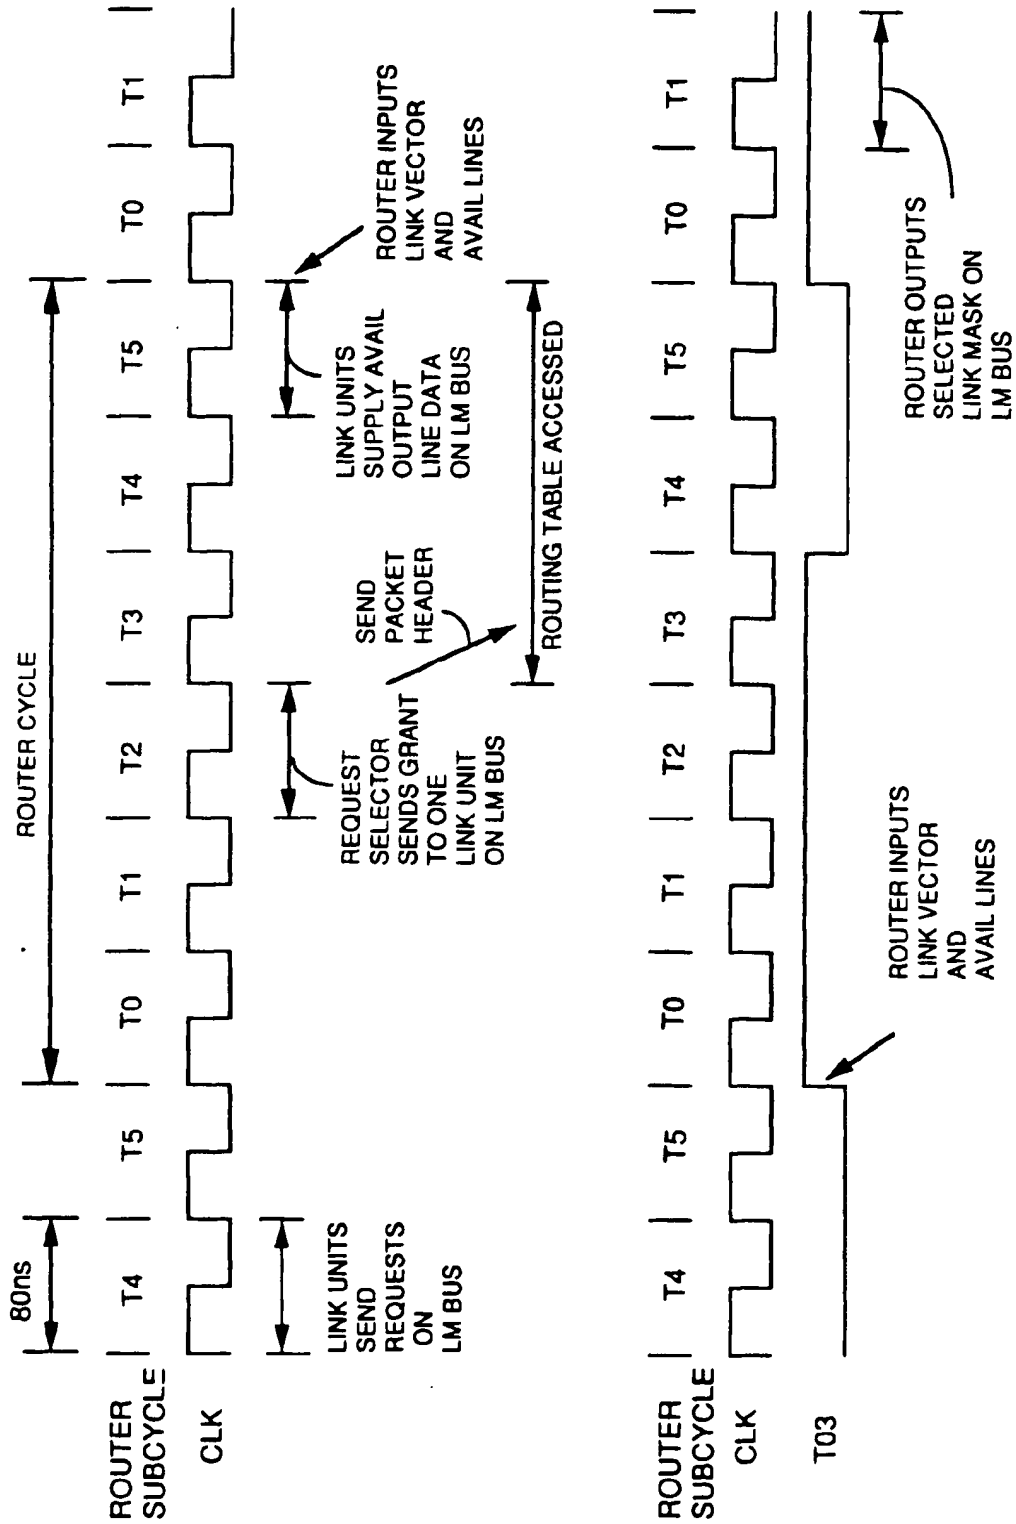 80ns
ROUTER CYCLE
ROUTER
SUBCYCLE
T4 T5 T0 T1 T2 T3 T4 T5 T0 T1
CLK
LINK UNITS
SEND
REQUESTS
ON
LM BUS
REQUEST
SELECTOR
SENDS GRANT
TO ONE
LINK UNIT
ON LM BUS
SEND
PACKET
HEADER
LINK UNITS
SUPPLY AVAIL
OUTPUT
LINE DATA
ON LM BUS
ROUTER INPUTS
LINK VECTOR
AND
AVAIL LINES
ROUTING TABLE ACCESSED
ROUTER
SUBCYCLE
T4 T5 T0 T1 T2 T3 T4 T5 T0 T1
CLK
T03
ROUTER INPUTS
LINK VECTOR
AND
AVAIL LINES
ROUTER OUTPUTS
SELECTED
LINK MASK ON
LM BUS